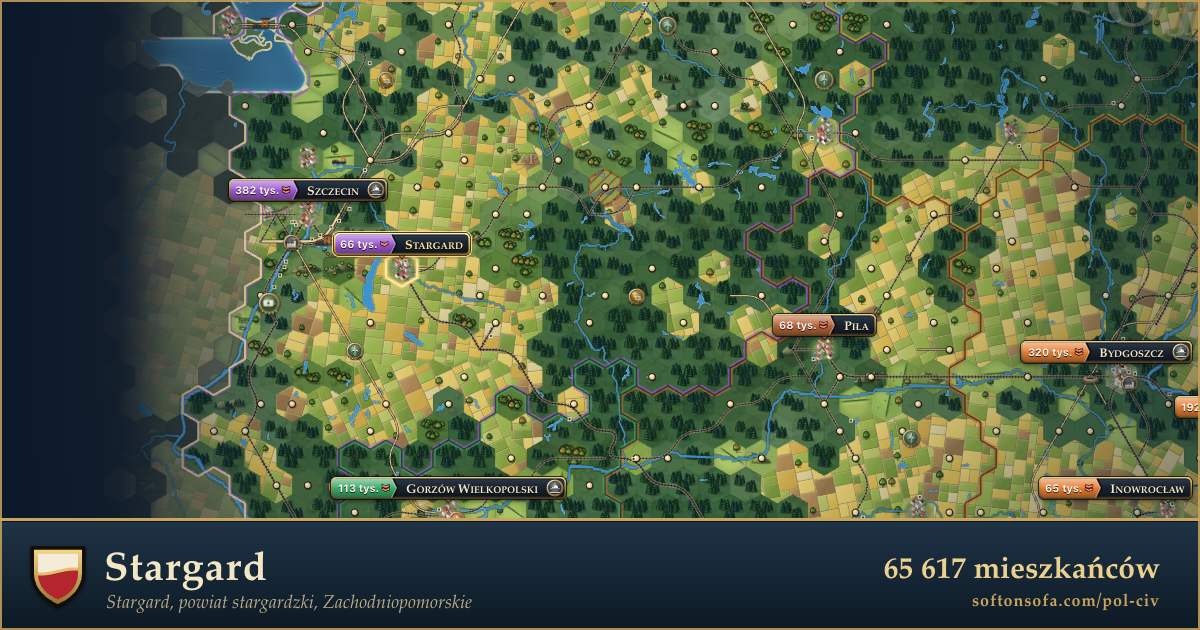 382 tys. Szczecin
66 tys. Stargard
68 tys. Piła
320 tys. Bydgoszcz
192
113 tys. Gorzów Wielkopolski
65 tys. Inowrocław
Stargard
65 617 mieszkańców
Stargard, powiat stargardzki, Zachodniopomorskie
softonsofa.com/pol-civ